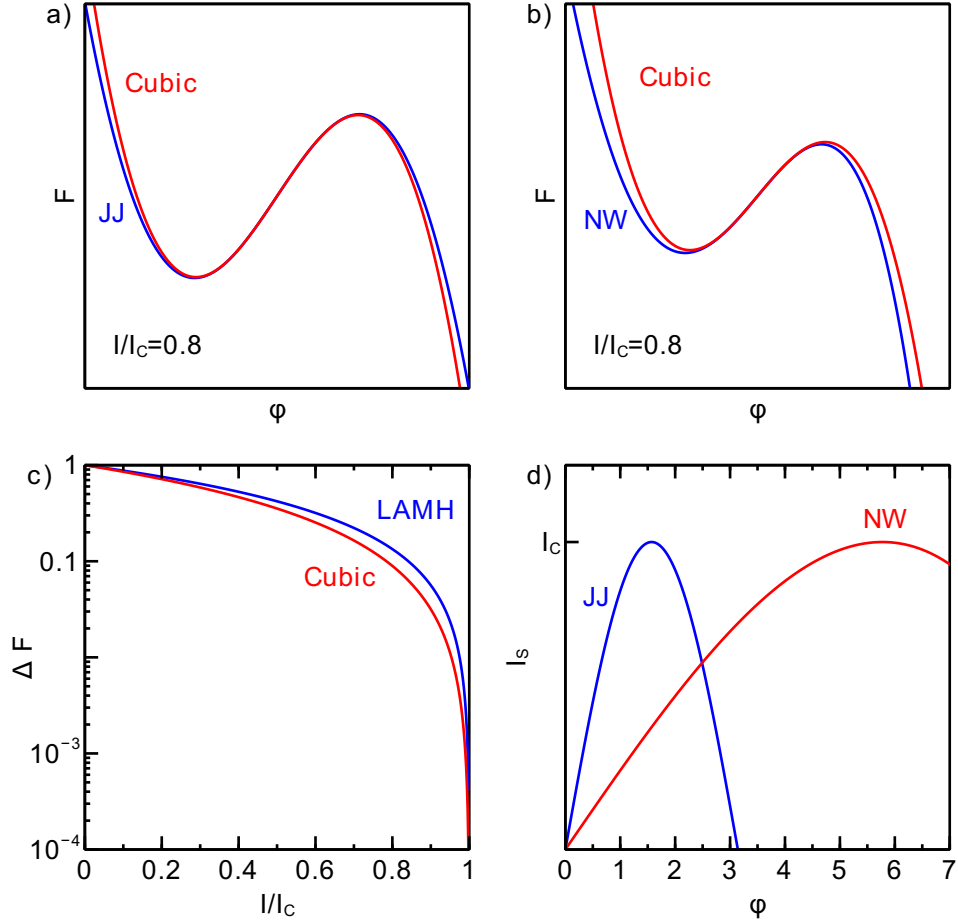 a)
Cubic
JJ
F
I/I_C=0.8
φ
b)
Cubic
NW
F
I/I_C=0.8
φ
c)
1
0.1
10⁻³
10⁻⁴
Δ F
LAMH
Cubic
0 0.2 0.4 0.6 0.8 1
I/I_C
d)
I_C
I_S
JJ
NW
0 1 2 3 4 5 6 7
φ